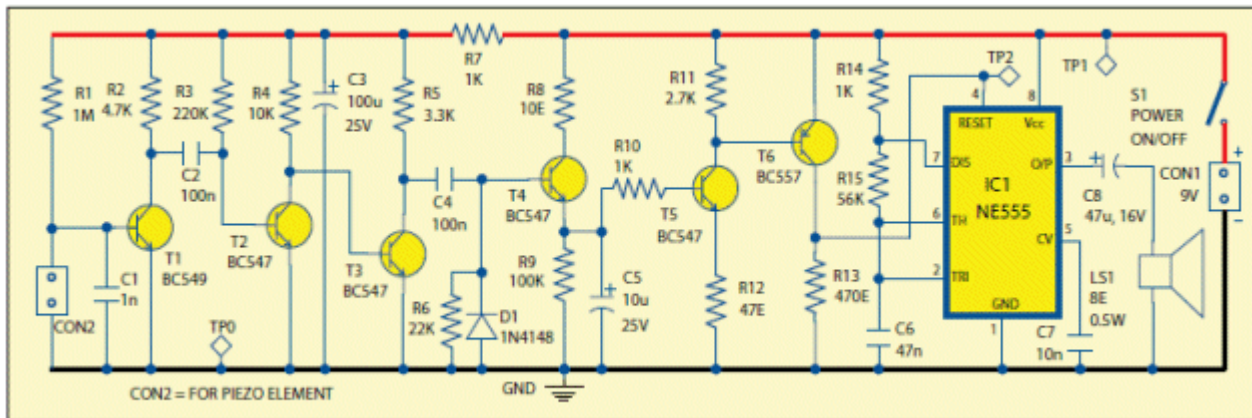 R1
1M
R2
4.7K
R3
220K
R4
10K
C3
100u
25V
R5
3.3K
R7
1K
R8
10E
R11
2.7K
R14
1K
TP2
TP1
S1
POWER
ON/OFF
C2
100n
C4
100n
R10
1K
T4
BC547
T5
BC547
T6
BC557
R15
56K
4
8
RESET
Vcc
7
DIS
O/P
3
IC1
NE555
6
TH
CV
5
2
TRI
GND
1
C8
47u, 16V
CON1
9V
+
−
T1
BC549
T2
BC547
T3
BC547
C1
1n
CON2
TP0
R6
22K
D1
1N4148
R9
100K
C5
10u
25V
R12
47E
R13
470E
C6
47n
C7
10n
LS1
8E
0.5W
CON2 = FOR PIEZO ELEMENT
GND